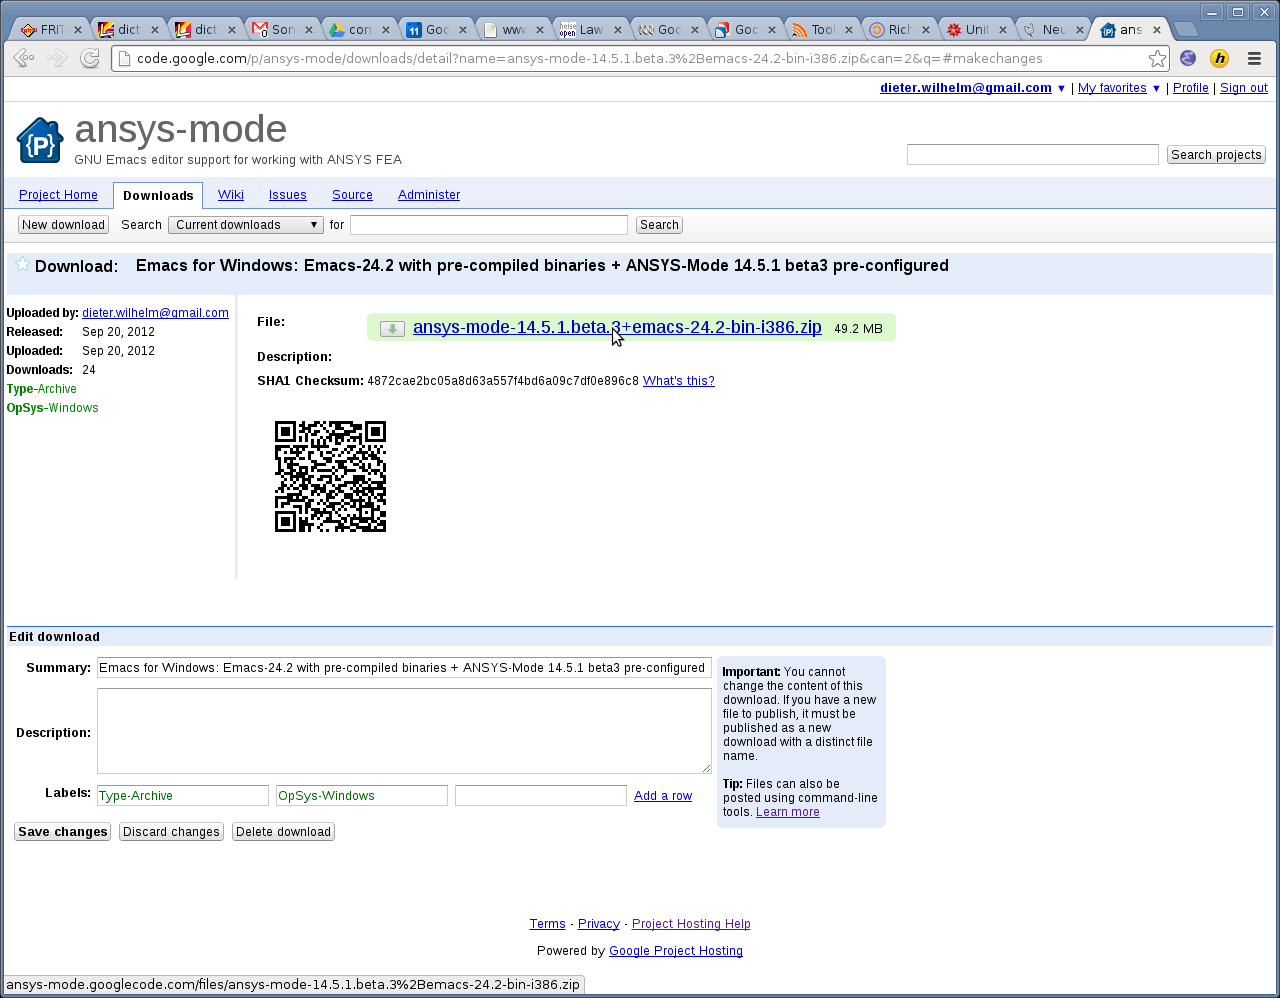 FRI
dict
dict
Son
con
Goo
www
Law
Goo
Goo
Tool
Rich
Unit
Neu
ans
code.google.com/p/ansys-mode/downloads/detail?name=ansys-mode-14.5.1.beta.3%2Bemacs-24.2-bin-i386.zip&can=2&q=#makechanges
dieter.wilhelm@gmail.com ▼ | My favorites ▼ | Profile | Sign out
ansys-mode
GNU Emacs editor support for working with ANSYS FEA
Search projects
Project Home Downloads Wiki Issues Source Administer
New download Search Current downloads ▼ for Search
Download: Emacs for Windows: Emacs-24.2 with pre-compiled binaries + ANSYS-Mode 14.5.1 beta3 pre-configured
Uploaded by: dieter.wilhelm@gmail.com
Released: Sep 20, 2012
Uploaded: Sep 20, 2012
Downloads: 24
Type-Archive
OpSys-Windows
File: ansys-mode-14.5.1.beta.3+emacs-24.2-bin-i386.zip 49.2 MB
Description:
SHA1 Checksum: 4872cae2bc05a8d63a557f4bd6a09c7df0e896c8 What's this?
Edit download
Summary: Emacs for Windows: Emacs-24.2 with pre-compiled binaries + ANSYS-Mode 14.5.1 beta3 pre-configured
Description:
Labels: Type-Archive OpSys-Windows Add a row
Save changes Discard changes Delete download
Important: You cannot
change the content of this
download. If you have a new
file to publish, it must be
published as a new
download with a distinct file
name.
Tip: Files can also be
posted using command-line
tools. Learn more
Terms - Privacy - Project Hosting Help
Powered by Google Project Hosting
ansys-mode.googlecode.com/files/ansys-mode-14.5.1.beta.3%2Bemacs-24.2-bin-i386.zip